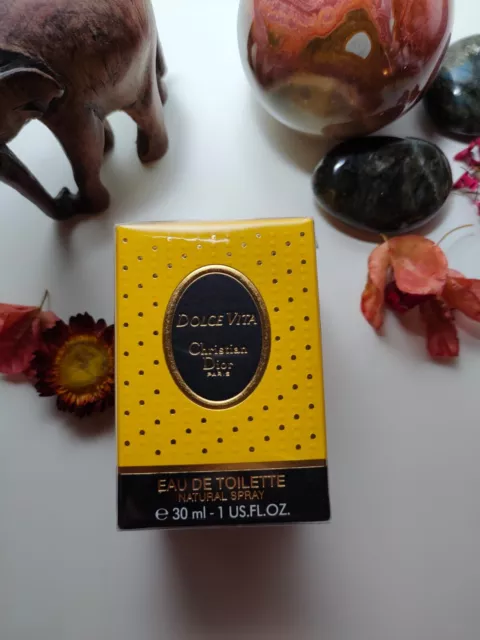 DOLCE VITA
Christian
Dior
PARIS
EAU DE TOILETTE
NATURAL SPRAY
℮ 30 ml - 1 US.FL.OZ.